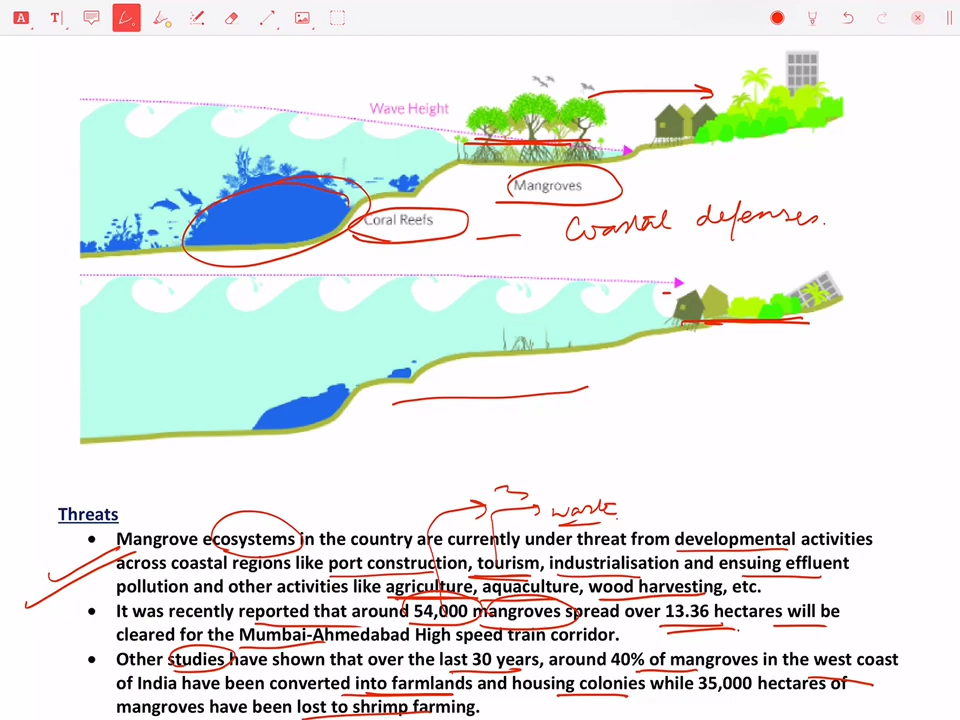 A T
Wave Height
Mangroves
Coral Reefs
Coastal defenses.
Threats
waste
• Mangrove ecosystems in the country are currently under threat from developmental activities
across coastal regions like port construction, tourism, industrialisation and ensuing effluent
pollution and other activities like agriculture, aquaculture, wood harvesting, etc.
• It was recently reported that around 54,000 mangroves spread over 13.36 hectares will be
cleared for the Mumbai-Ahmedabad High speed train corridor.
• Other studies have shown that over the last 30 years, around 40% of mangroves in the west coast
of India have been converted into farmlands and housing colonies while 35,000 hectares of
mangroves have been lost to shrimp farming.